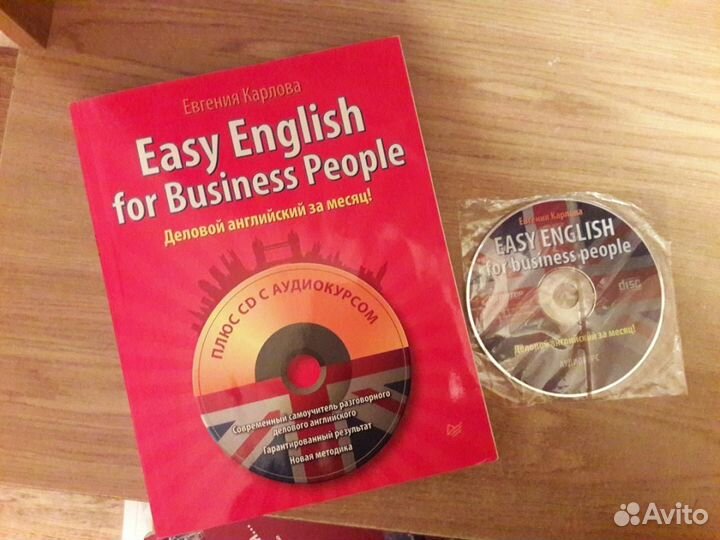 Евгения Карлова
Easy English
for Business People
Деловой английский за месяц!
ПЛЮС CD С АУДИОКУРСОМ
Современный самоучитель разговорного
делового английского
Гарантированный результат
Новая методика
Евгения Карлова
EASY ENGLISH
for business people
disc
Деловой английский за месяц!
Avito